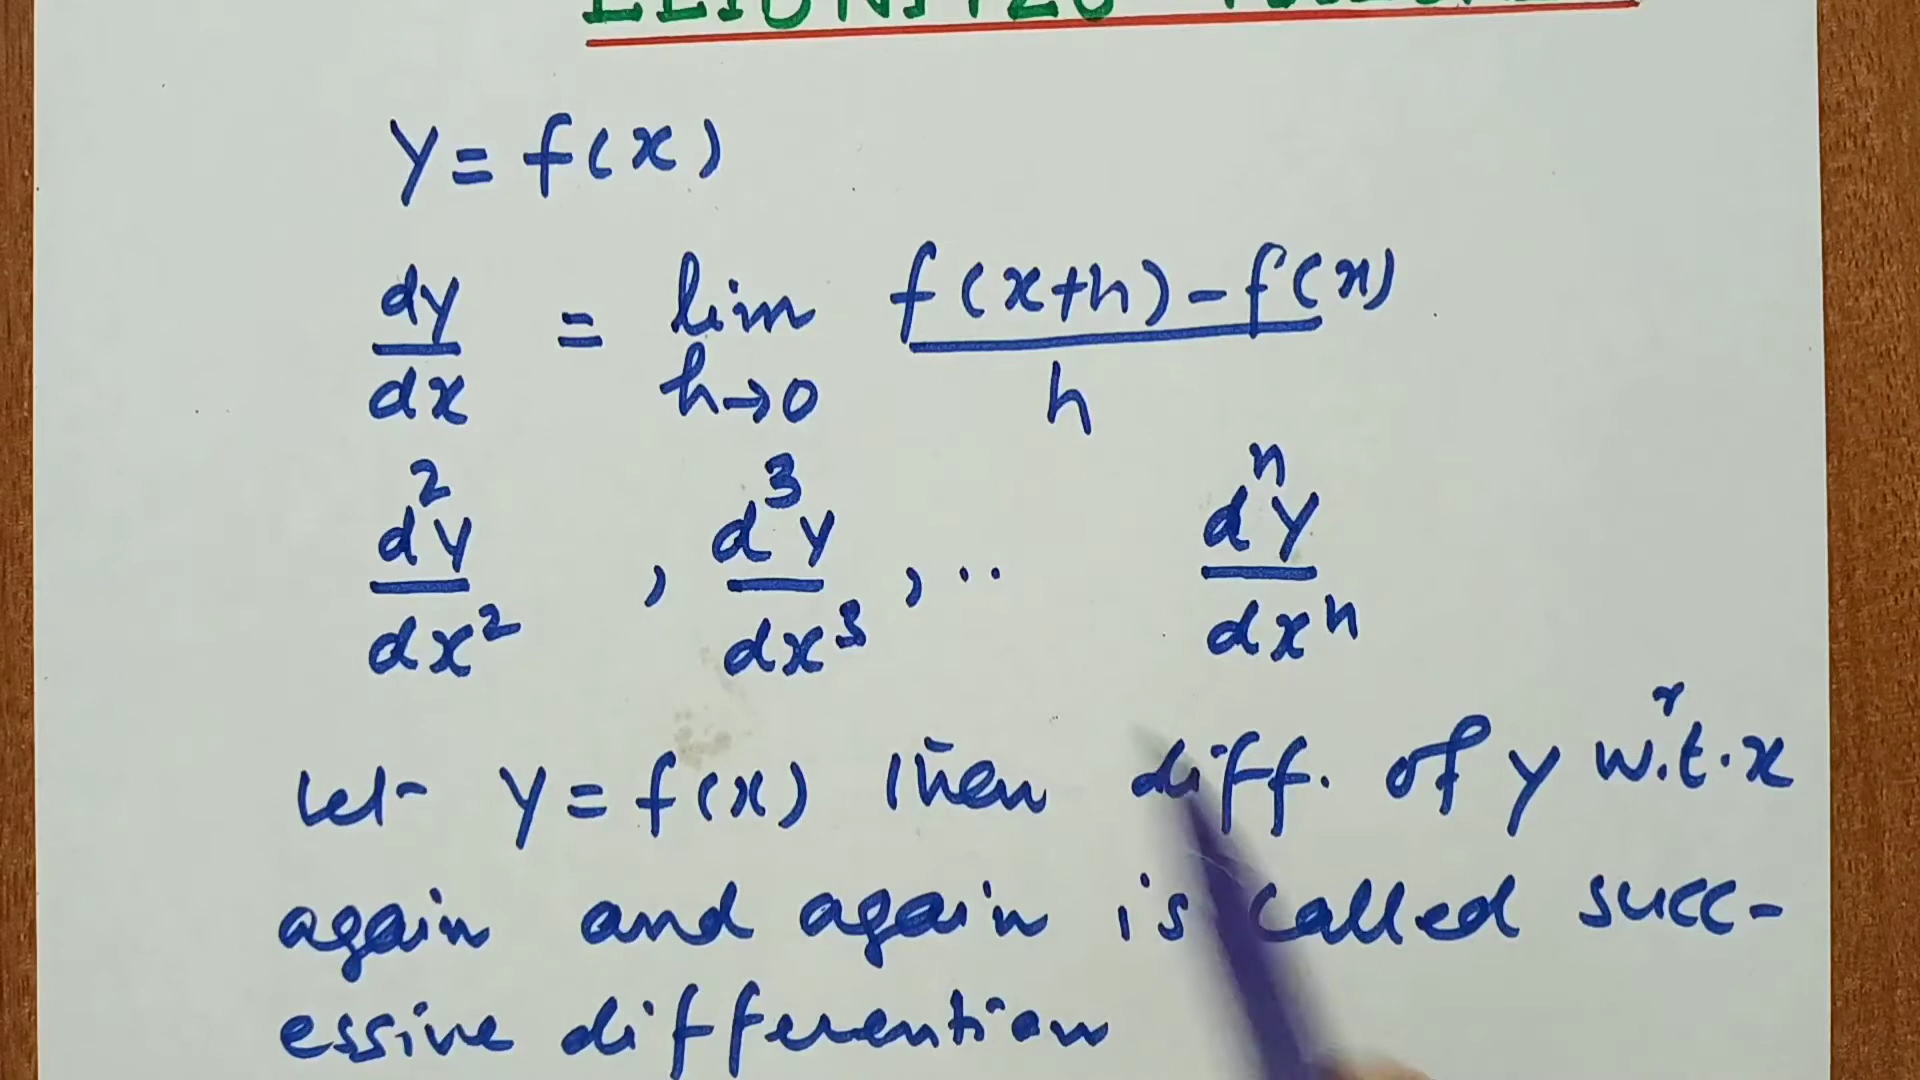 y = f(x)
dy/dx = lim h→0 f(x+h) - f(x) / h
d²y/dx² , d³y/dx³ , .. dⁿy/dxⁿ
Let y = f(x) then diff. of y w.r.t. x
again and again is called succ-
essive differention